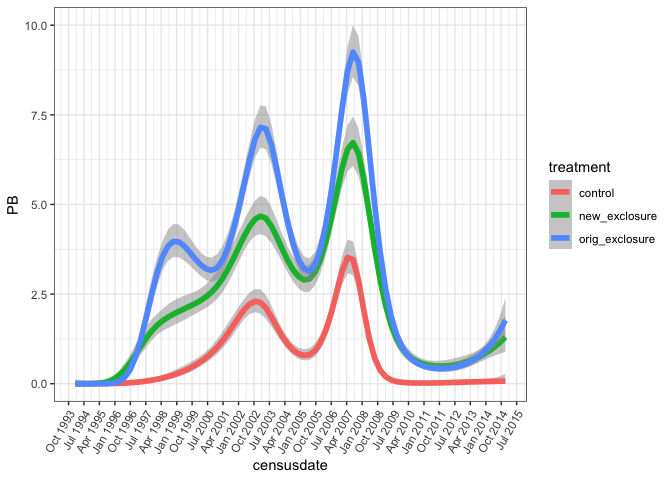 10.0
7.5
5.0
2.5
0.0
PB
Oct 1993
Jul 1994
Apr 1995
Jan 1996
Oct 1996
Jul 1997
Apr 1998
Jan 1999
Oct 1999
Jul 2000
Apr 2001
Jan 2002
Oct 2002
Jul 2003
Apr 2004
Jan 2005
Oct 2005
Jul 2006
Apr 2007
Jan 2008
Oct 2008
Jul 2009
Apr 2010
Jan 2011
Oct 2011
Jul 2012
Apr 2013
Jan 2014
Oct 2014
Jul 2015
censusdate
treatment
control
new_exclosure
orig_exclosure